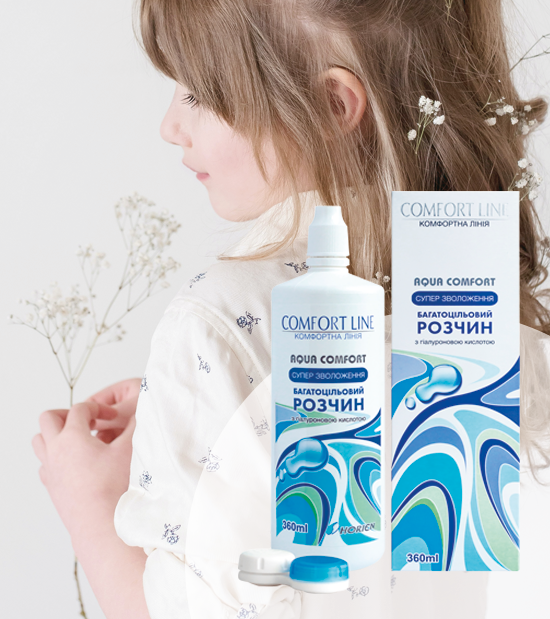 COMFORT LINE
КОМФОРТНА ЛІНІЯ
AQUA COMFORT
СУПЕР ЗВОЛОЖЕННЯ
БАГАТОЦІЛЬОВИЙ
РОЗЧИН
з гіалуроновою кислотою
360ml
HORIEN
COMFORT LINE
КОМФОРТНА ЛІНІЯ
AQUA COMFORT
СУПЕР ЗВОЛОЖЕННЯ
БАГАТОЦІЛЬОВИЙ
РОЗЧИН
з гіалуроновою кислотою
360ml